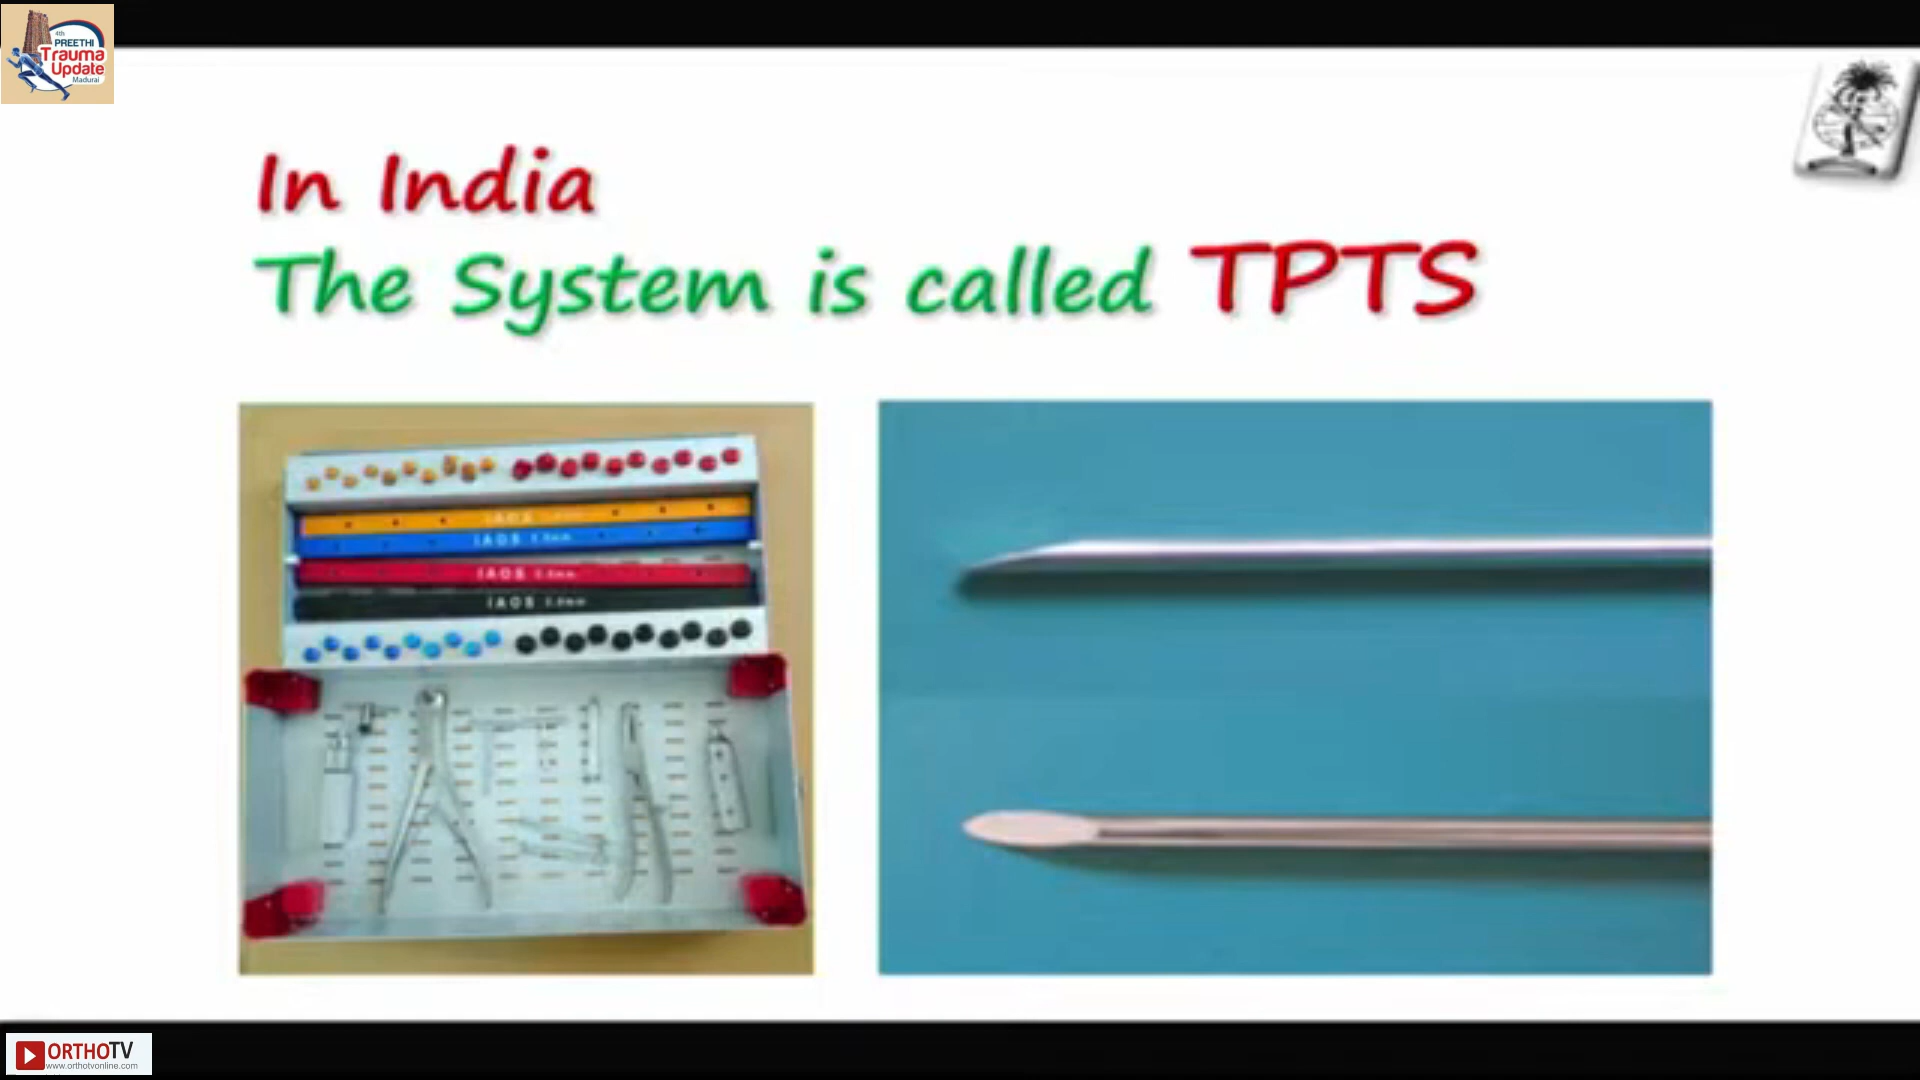 4th
PREETHI
Trauma
Update
Madurai
In India
The System is called TPTS
IAOS
IAOS
IAOS
ORTHOTV
www.orthotvonline.com